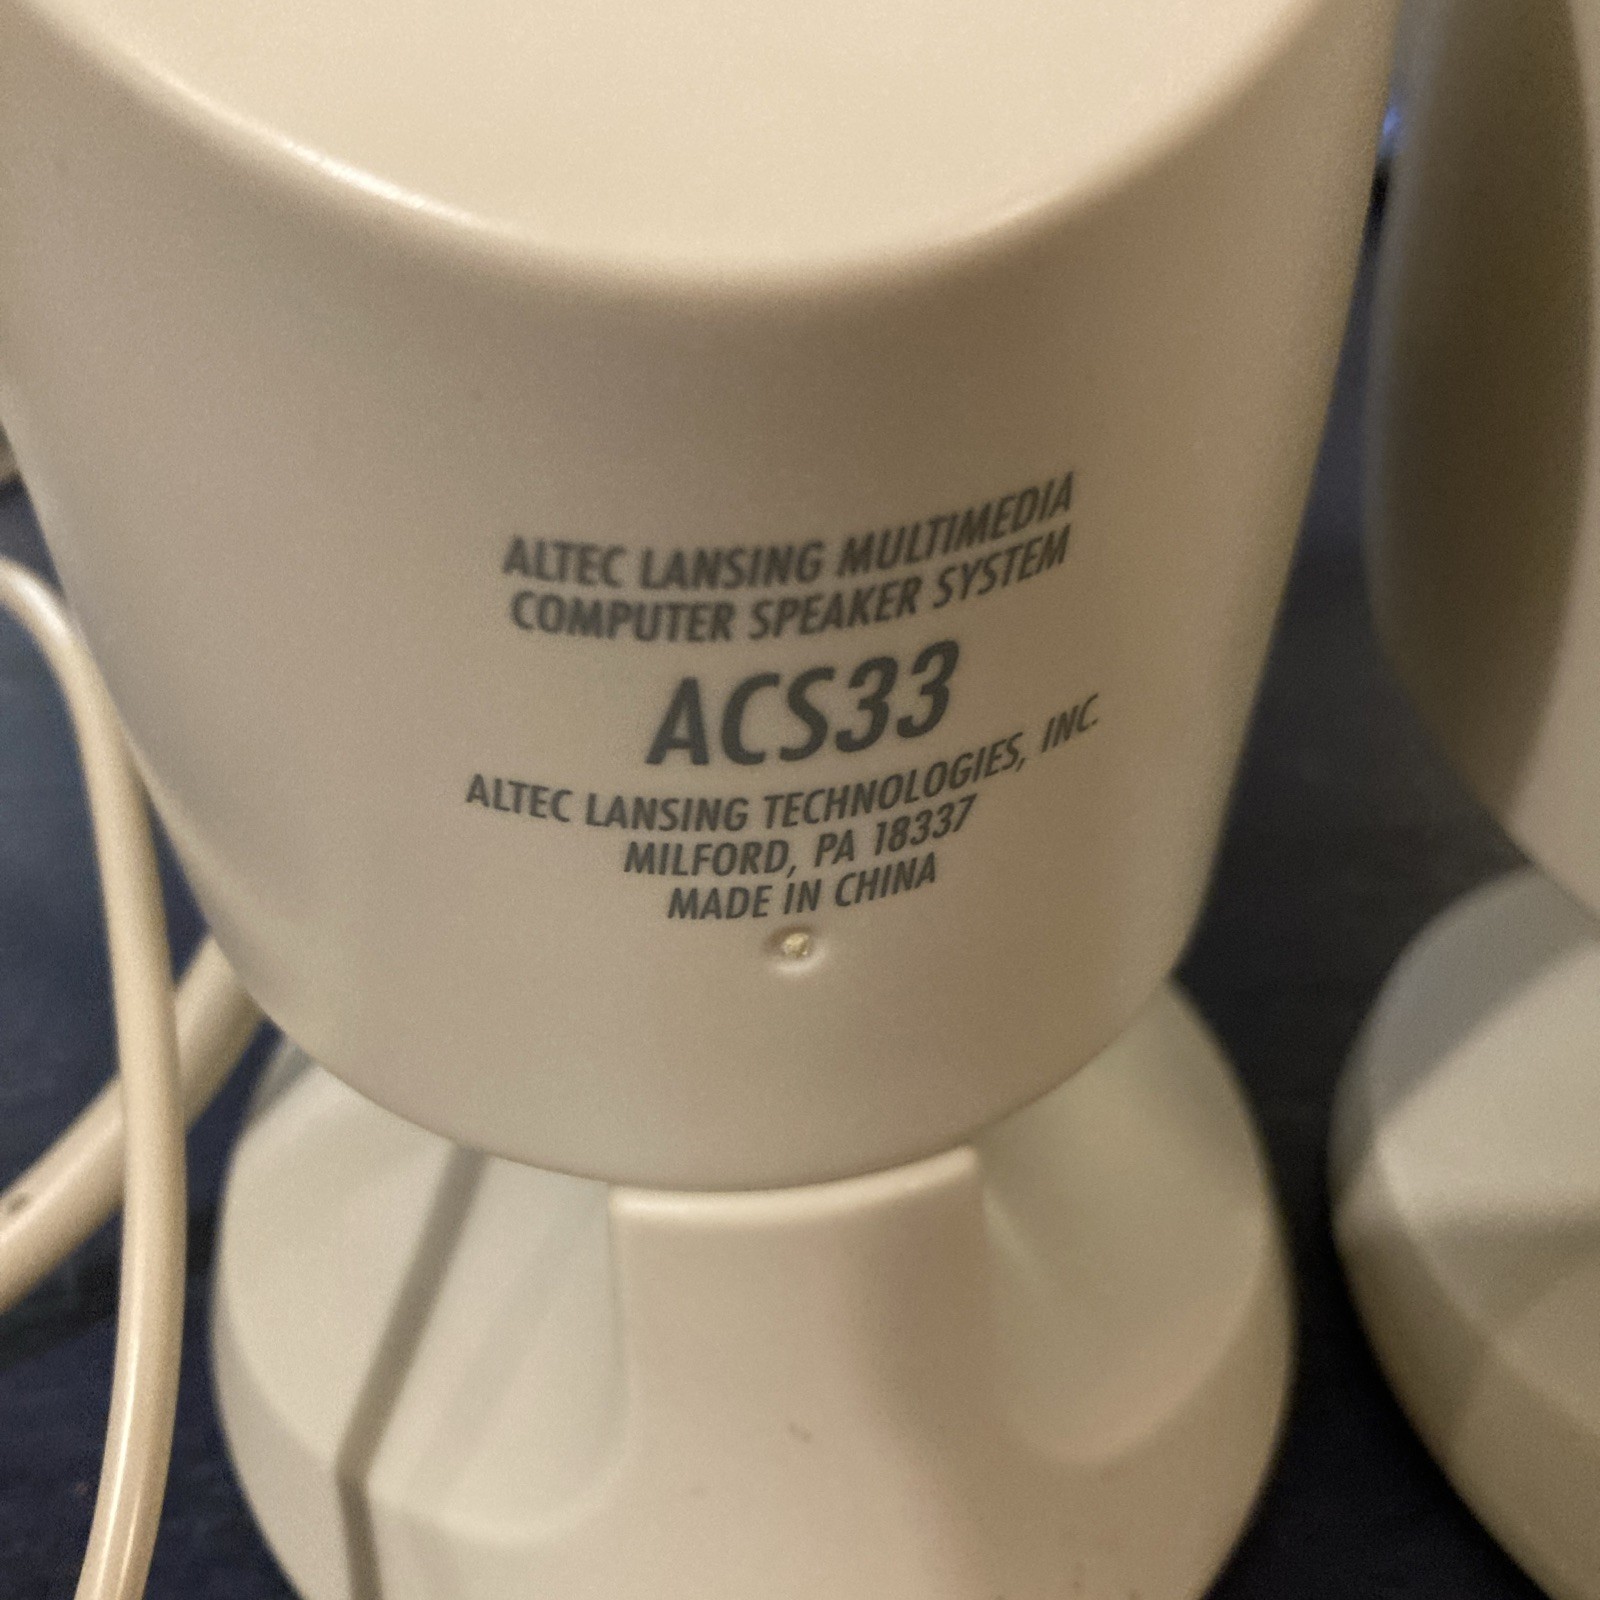 ALTEC LANSING MULTIMEDIA
COMPUTER SPEAKER SYSTEM
ACS33
ALTEC LANSING TECHNOLOGIES, INC.
MILFORD, PA 18337
MADE IN CHINA